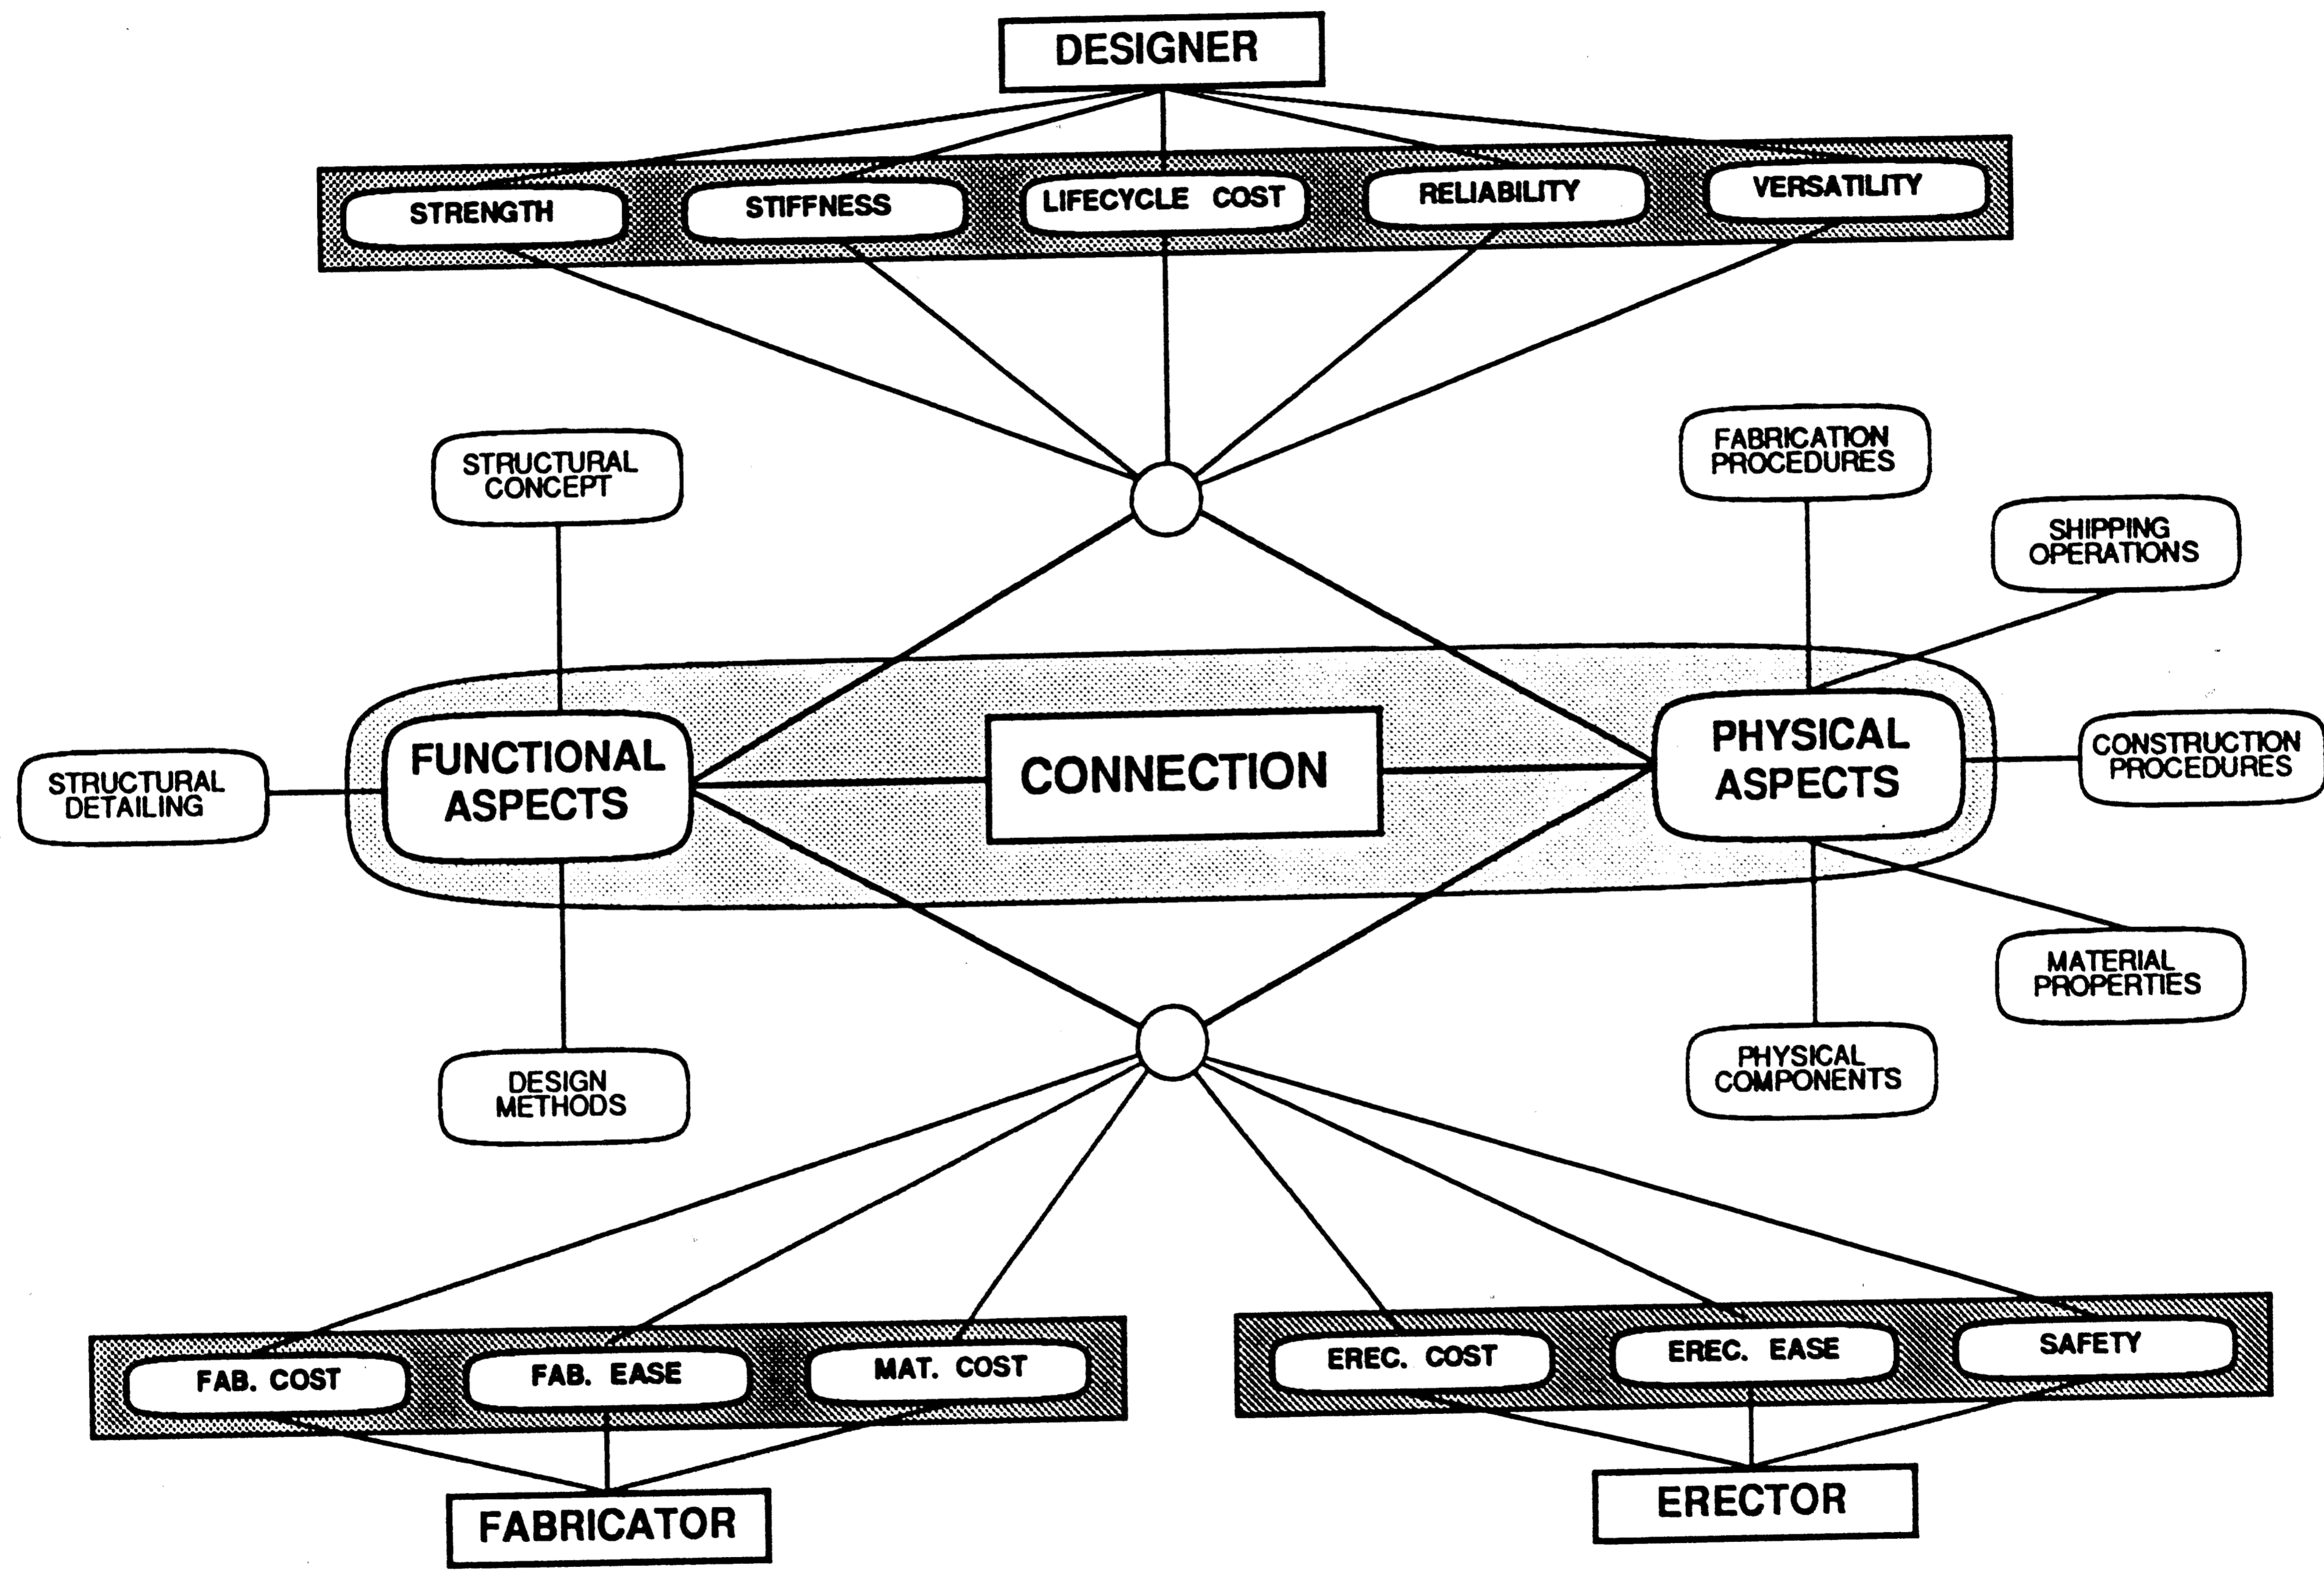 DESIGNER
STRENGTH
STIFFNESS
LIFECYCLE COST
RELIABILITY
VERSATILITY
STRUCTURAL
CONCEPT
FABRICATION
PROCEDURES
SHIPPING
OPERATIONS
STRUCTURAL
DETAILING
FUNCTIONAL
ASPECTS
CONNECTION
PHYSICAL
ASPECTS
CONSTRUCTION
PROCEDURES
DESIGN
METHODS
MATERIAL
PROPERTIES
PHYSICAL
COMPONENTS
FAB. COST
FAB. EASE
MAT. COST
EREC. COST
EREC. EASE
SAFETY
FABRICATOR
ERECTOR